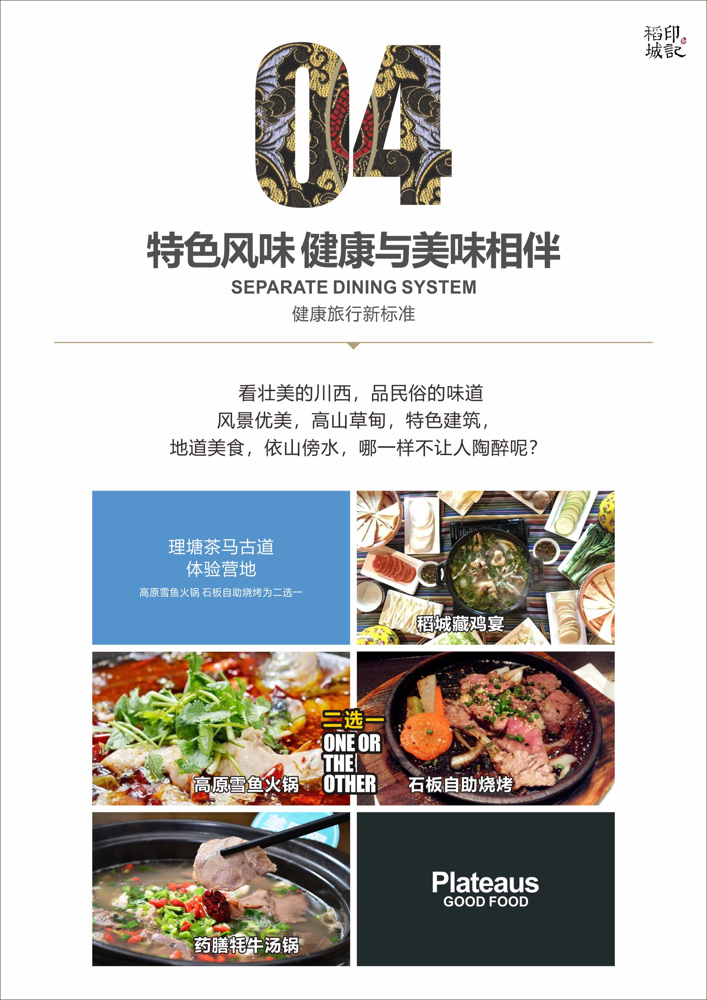 稻城
印記
04
特色风味 健康与美味相伴
SEPARATE DINING SYSTEM
健康旅行新标准
看壮美的川西，品民俗的味道
风景优美，高山草甸，特色建筑，
地道美食，依山傍水，哪一样不让人陶醉呢？
理塘茶马古道
体验营地
高原雪鱼火锅 石板自助烧烤为二选一
稻城藏鸡宴
二选一
ONE OR
THE
OTHER
高原雪鱼火锅
石板自助烧烤
药膳牦牛汤锅
Plateaus
GOOD FOOD